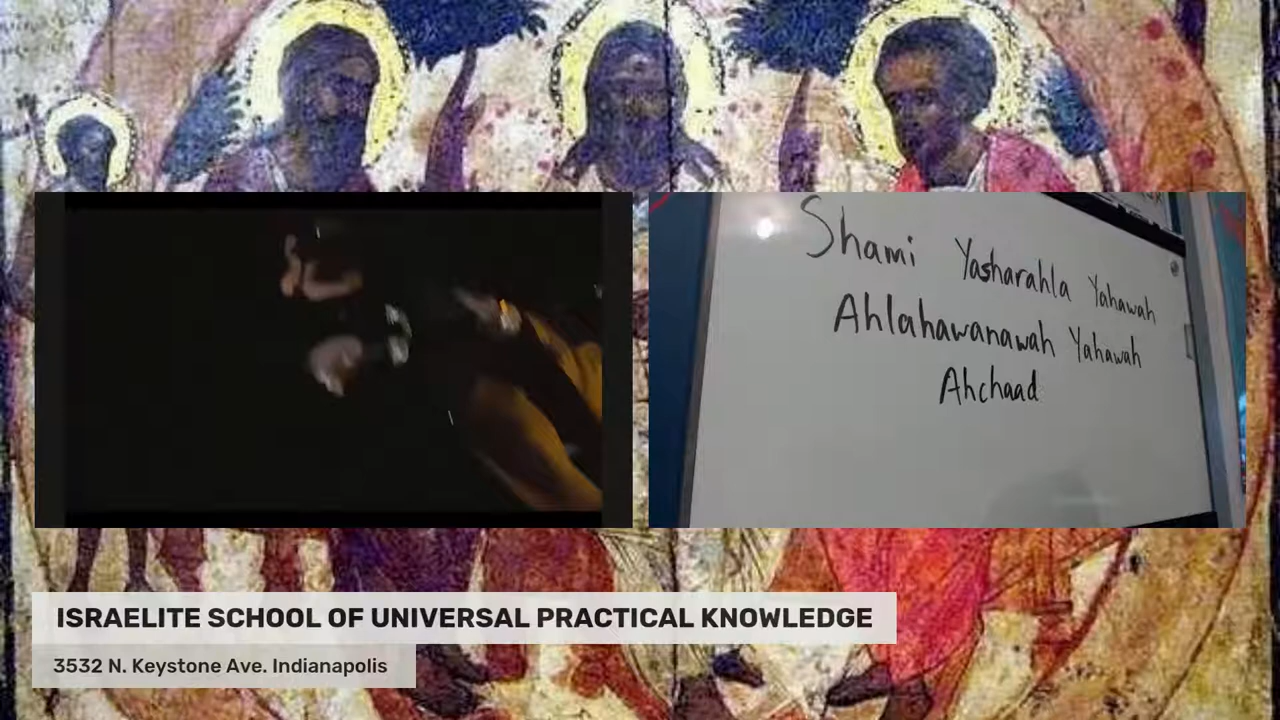 Shami Yasharahla Yahawah
Ahlahawanawah Yahawah
Ahchaad
ISRAELITE SCHOOL OF UNIVERSAL PRACTICAL KNOWLEDGE
3532 N. Keystone Ave. Indianapolis